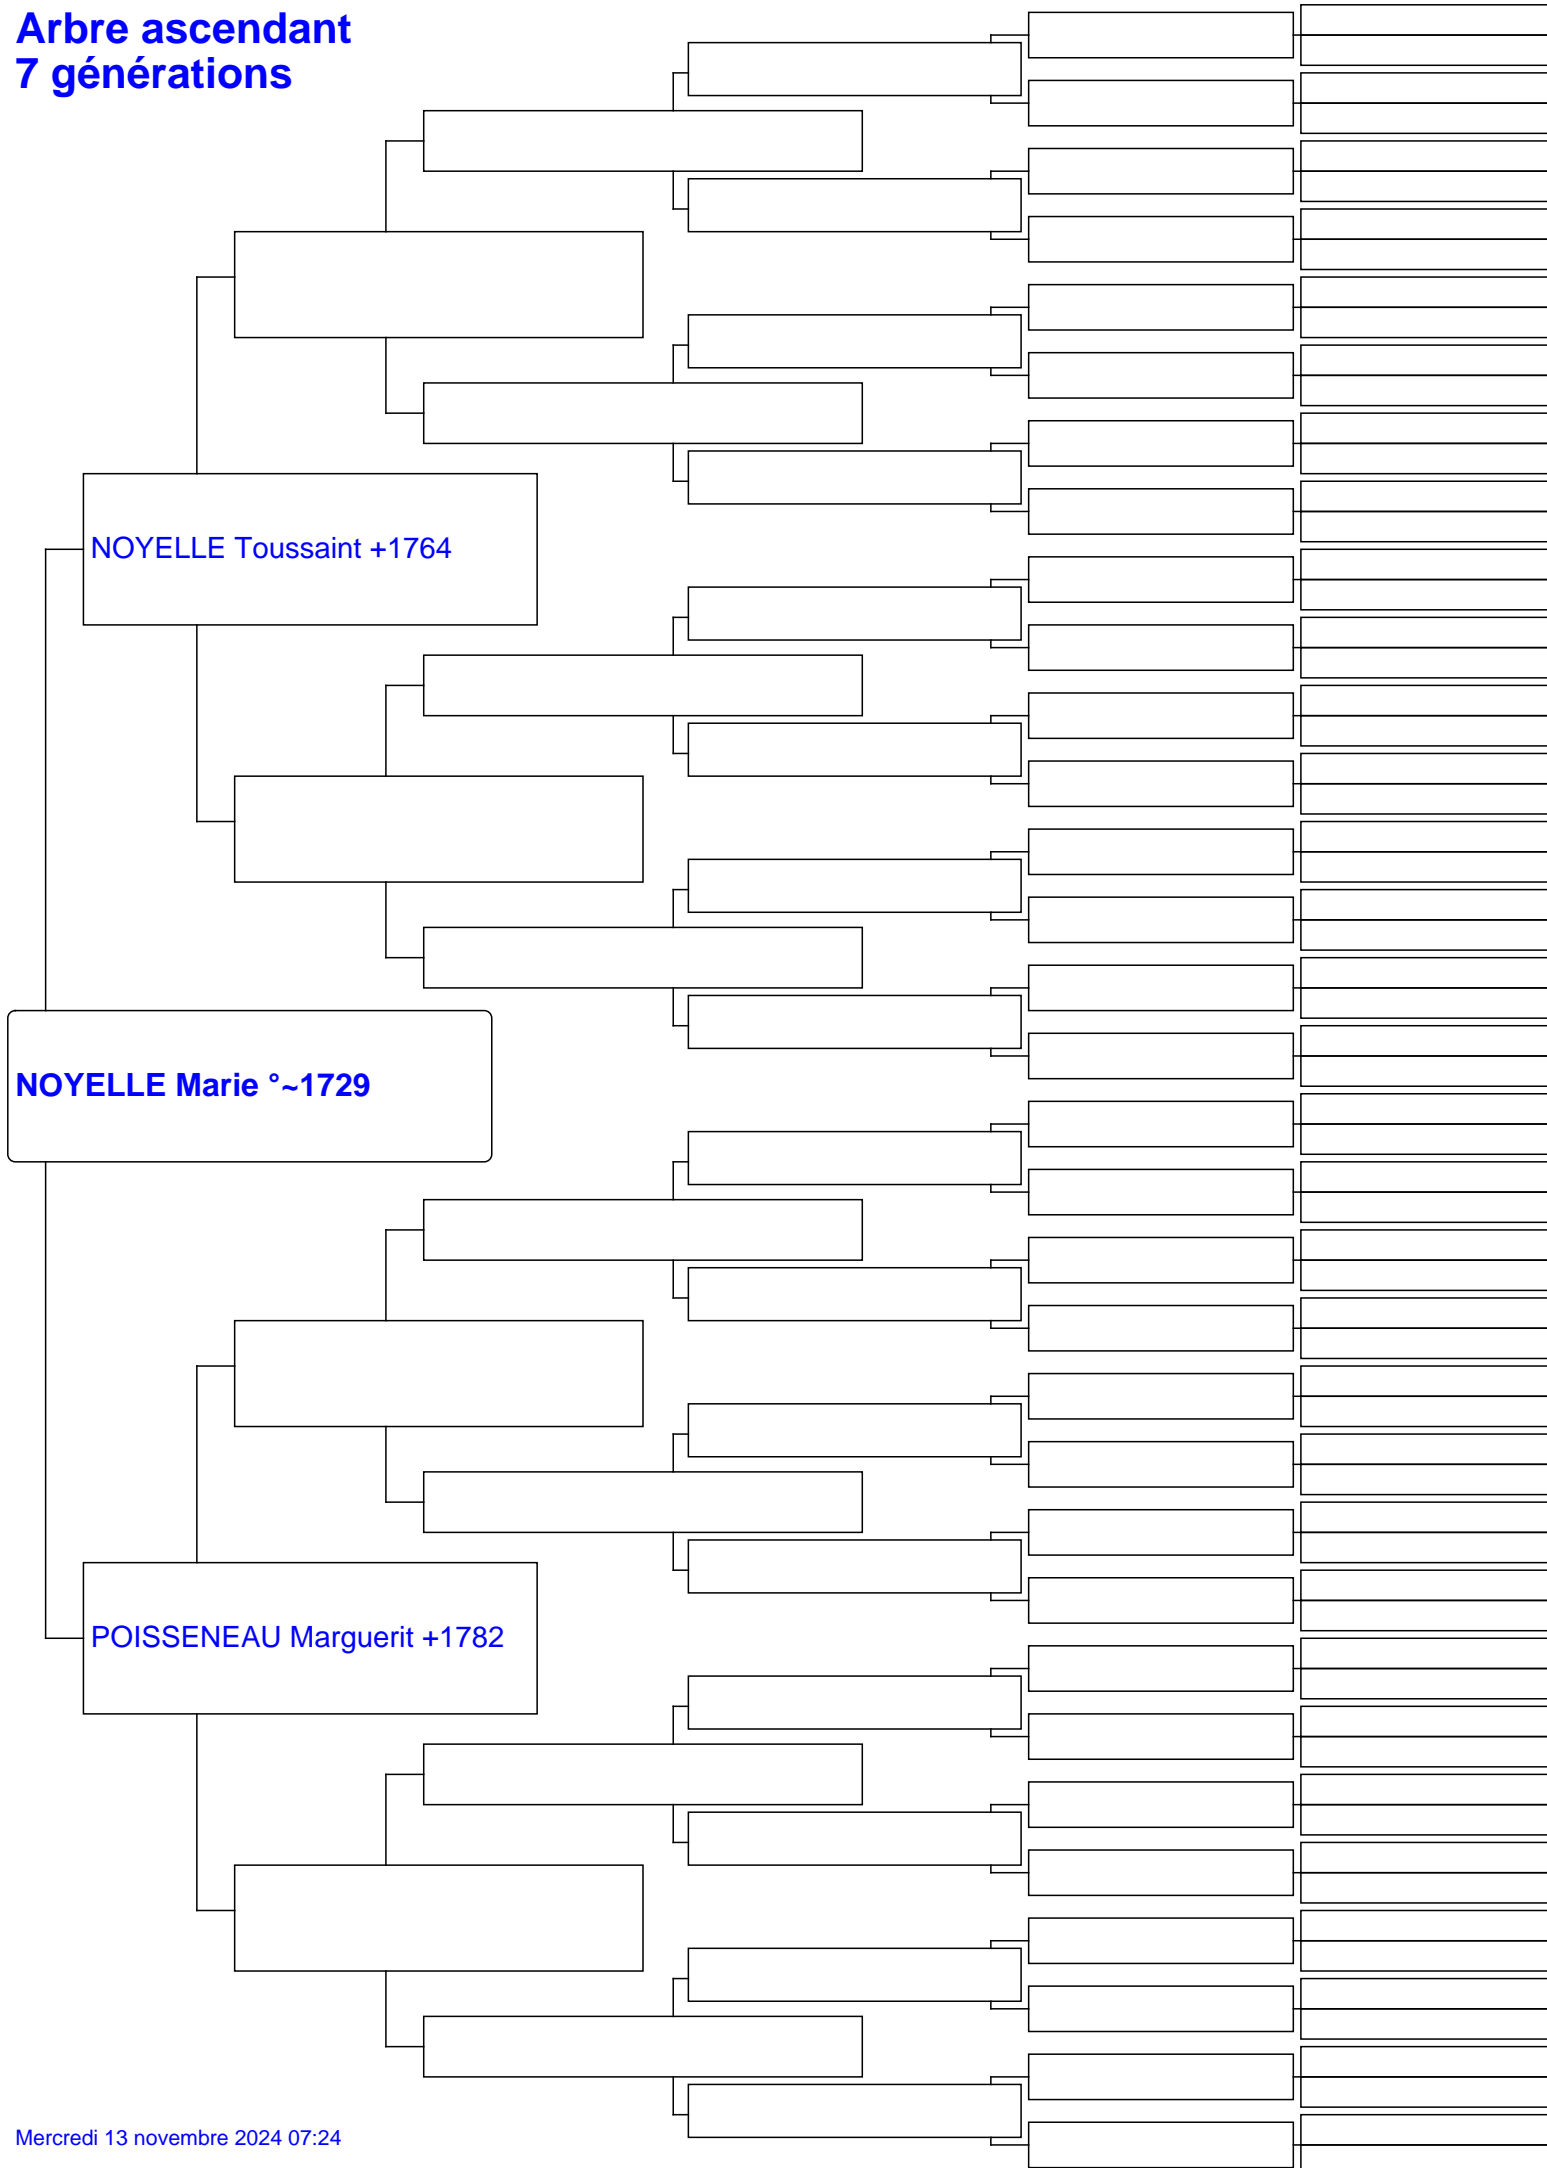 Arbre ascendant
7 générations
NOYELLE Toussaint +1764
NOYELLE Marie °~1729
POISSENEAU Marguerit +1782
Mercredi 13 novembre 2024 07:24